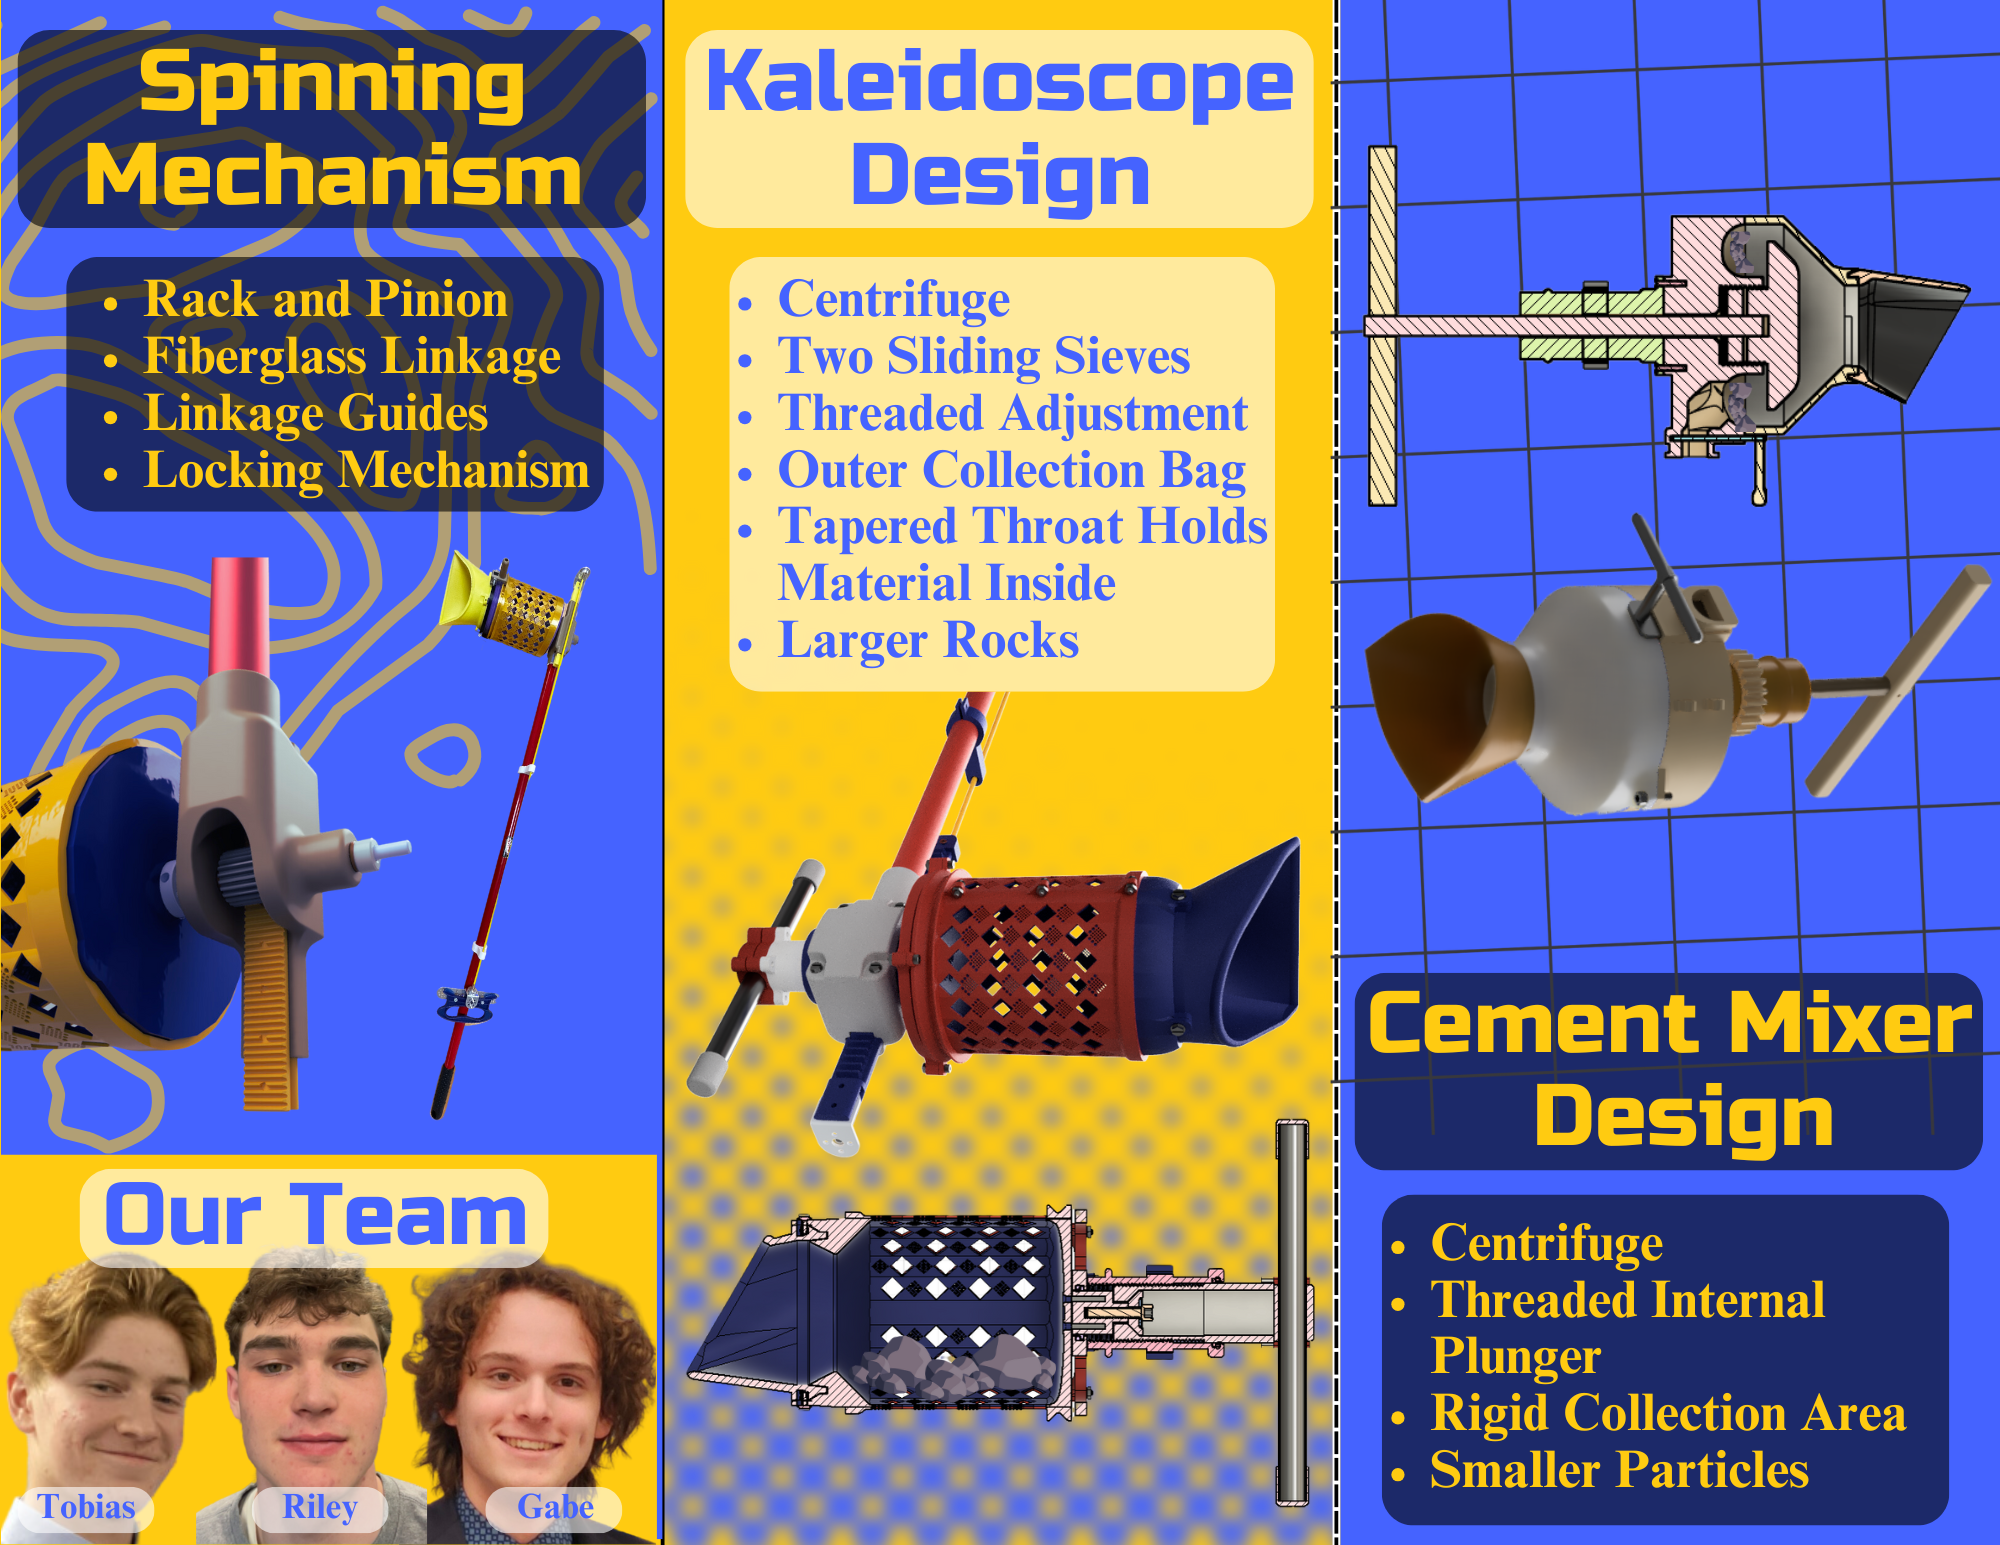 Spinning
Mechanism
• Rack and Pinion
• Fiberglass Linkage
• Linkage Guides
• Locking Mechanism
Our Team
Tobias
Riley
Gabe
Kaleidoscope
Design
• Centrifuge
• Two Sliding Sieves
• Threaded Adjustment
• Outer Collection Bag
• Tapered Throat Holds
Material Inside
• Larger Rocks
Cement Mixer
Design
• Centrifuge
• Threaded Internal
Plunger
• Rigid Collection Area
• Smaller Particles